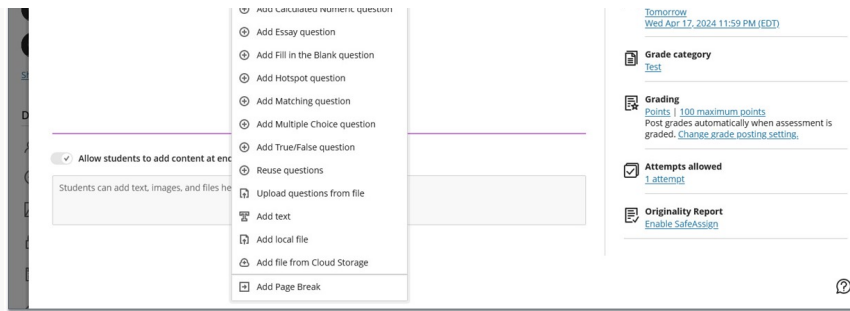 Add Calculated Numeric question
Add Essay question
Add Fill in the Blank question
Add Hotspot question
Add Matching question
Add Multiple Choice question
Add True/False question
Reuse questions
Upload questions from file
Add text
Add local file
Add file from Cloud Storage
Add Page Break
Sh
D
Allow students to add content at end
Students can add text, images, and files he
Tomorrow
Wed Apr 17, 2024 11:59 PM (EDT)
Grade category
Test
Grading
Points | 100 maximum points
Post grades automatically when assessment is
graded. Change grade posting setting.
Attempts allowed
1 attempt
Originality Report
Enable SafeAssign